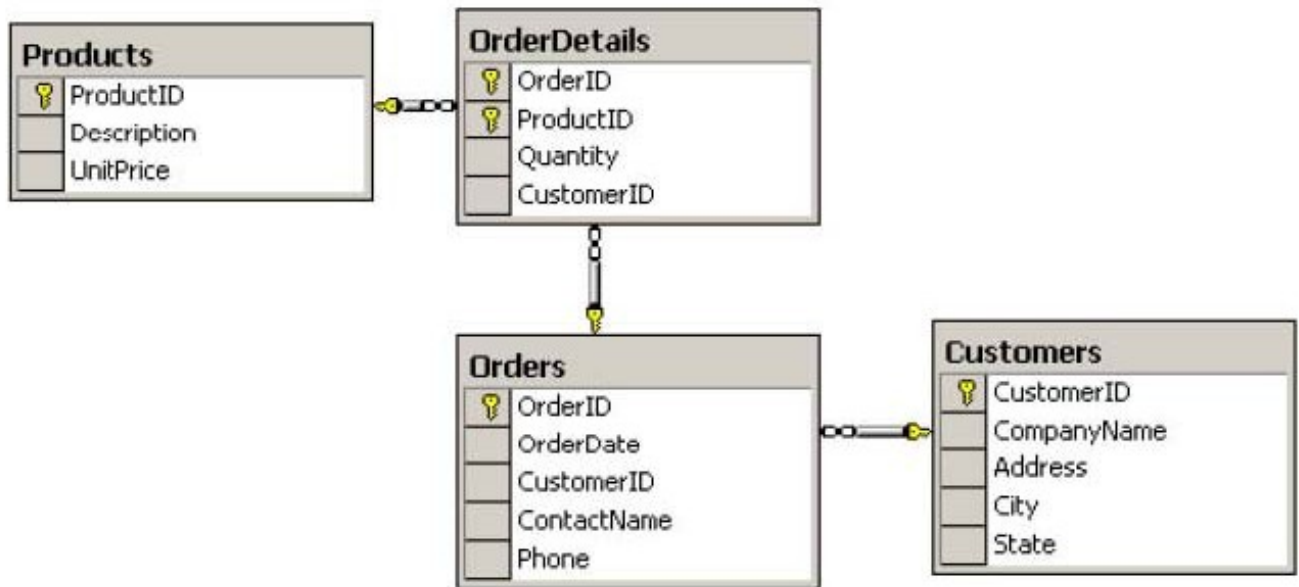 Products
ProductID
Description
UnitPrice
OrderDetails
OrderID
ProductID
Quantity
CustomerID
Orders
OrderID
OrderDate
CustomerID
ContactName
Phone
Customers
CustomerID
CompanyName
Address
City
State